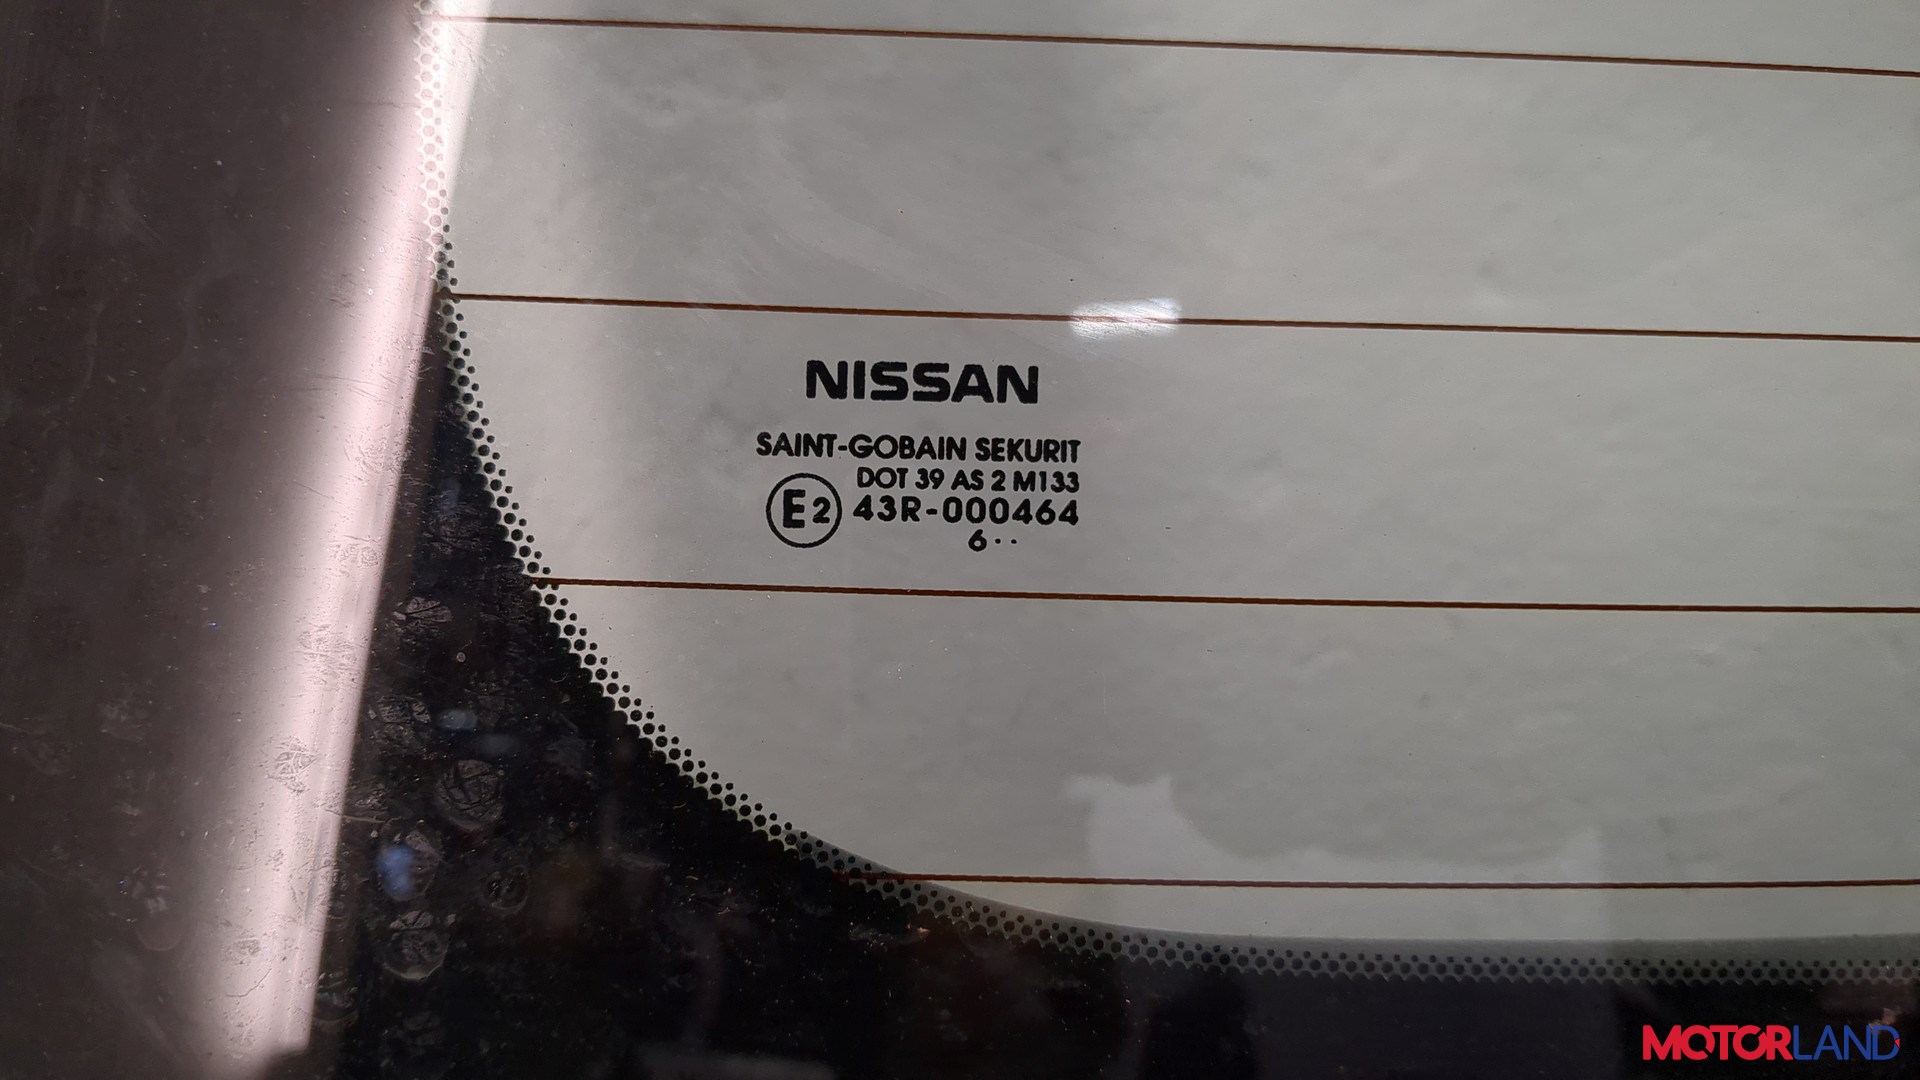 NISSAN
SAINT-GOBAIN SEKURIT
DOT 39 AS 2 M133
E2 43R-000464
6··
MOTORLAND